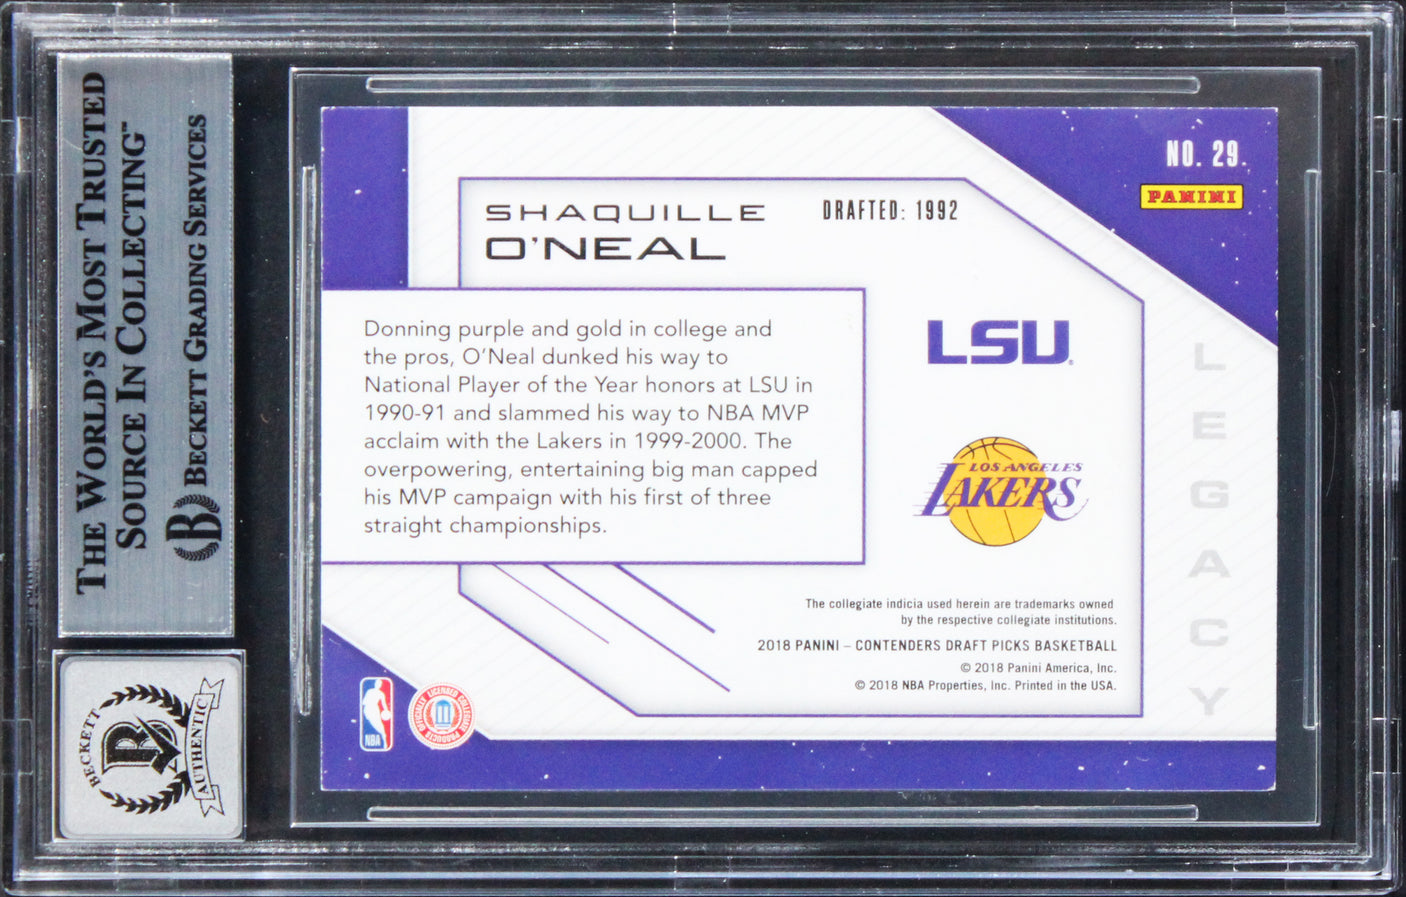 THE WORLD'S MOST TRUSTED
SOURCE IN COLLECTING™
BECKETT GRADING SERVICES
B
BECKETT
B
AUTHENTIC
NO. 29.
PANINI
SHAQUILLE
O'NEAL
DRAFTED: 1992
Donning purple and gold in college and
the pros, O'Neal dunked his way to
National Player of the Year honors at LSU in
1990-91 and slammed his way to NBA MVP
acclaim with the Lakers in 1999-2000. The
overpowering, entertaining big man capped
his MVP campaign with his first of three
straight championships.
LSU®
LOS ANGELES
LAKERS
LEGACY
The collegiate indicia used herein are trademarks owned
by the respective collegiate institutions.
2018 PANINI – CONTENDERS DRAFT PICKS BASKETBALL
© 2018 Panini America, Inc.
© 2018 NBA Properties, Inc. Printed in the USA.
NBA
OFFICIALLY LICENSED COLLEGIATE PRODUCTS